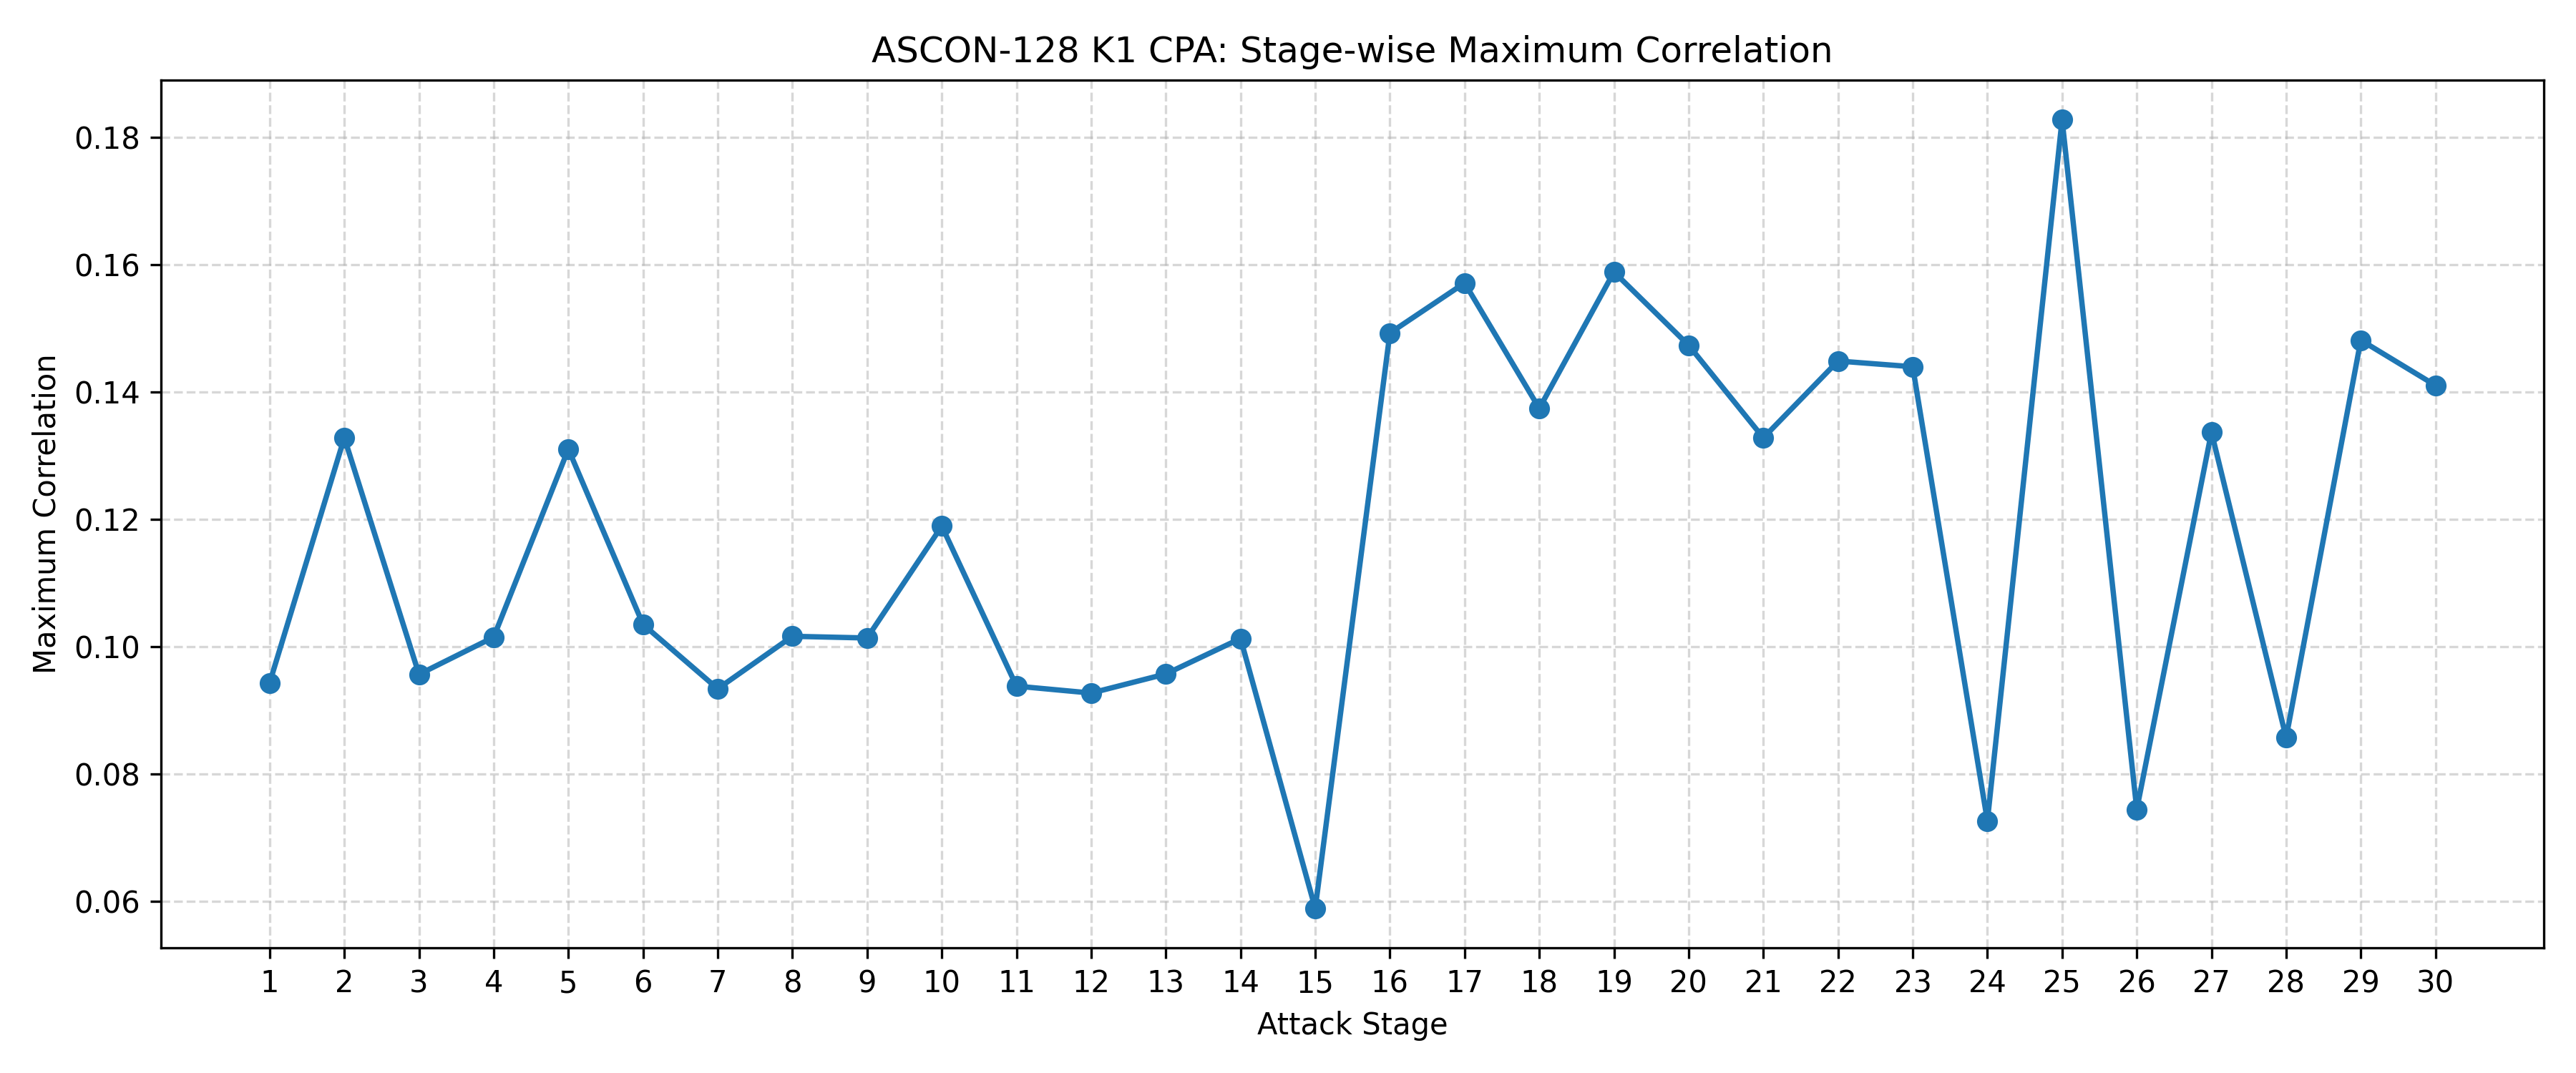 ASCON-128 K1 CPA: Stage-wise Maximum Correlation
Maximum Correlation
0.18
0.16
0.14
0.12
0.10
0.08
0.06
1 2 3 4 5 6 7 8 9 10 11 12 13 14 15 16 17 18 19 20 21 22 23 24 25 26 27 28 29 30
Attack Stage